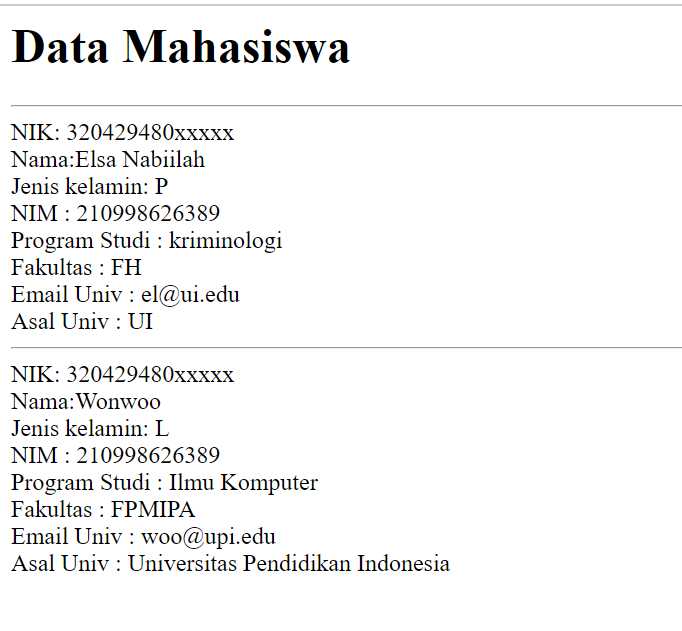 Data Mahasiswa
NIK: 320429480xxxxx
Nama:Elsa Nabiilah
Jenis kelamin: P
NIM : 210998626389
Program Studi : kriminologi
Fakultas : FH
Email Univ : el@ui.edu
Asal Univ : UI
NIK: 320429480xxxxx
Nama:Wonwoo
Jenis kelamin: L
NIM : 210998626389
Program Studi : Ilmu Komputer
Fakultas : FPMIPA
Email Univ : woo@upi.edu
Asal Univ : Universitas Pendidikan Indonesia